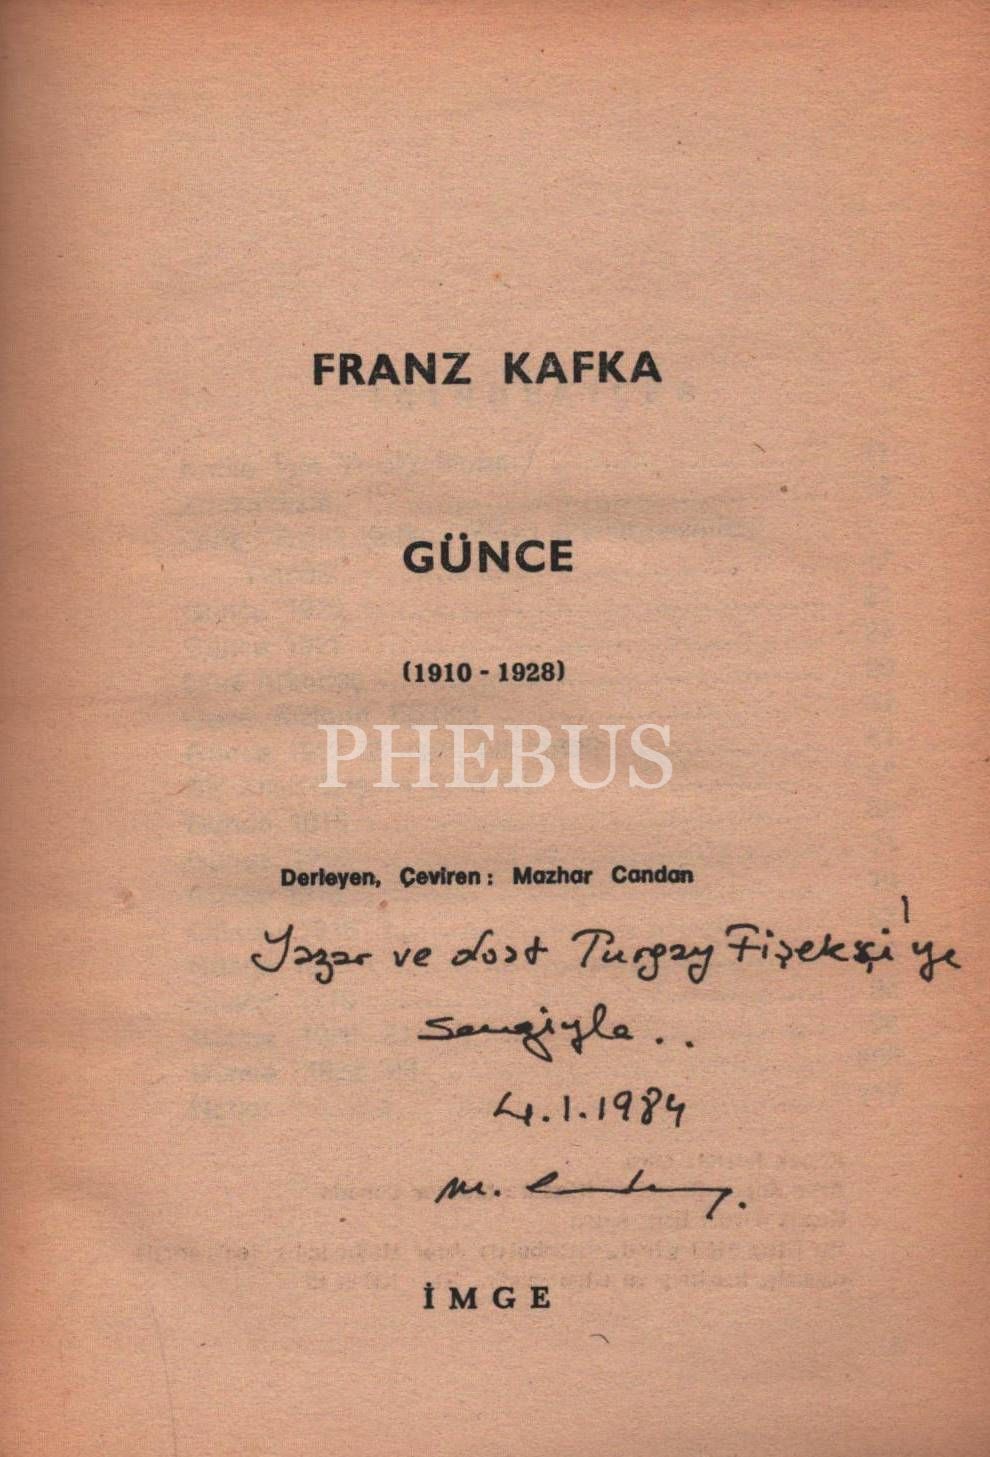 FRANZ KAFKA
GÜNCE
(1910 - 1928)
PHEBUS
Derleyen, Çeviren : Mazhar Candan
Yazar ve dost Turgay Fişekçi'ye
Sevgiyle . .
4.1.1984
M.
İMGE